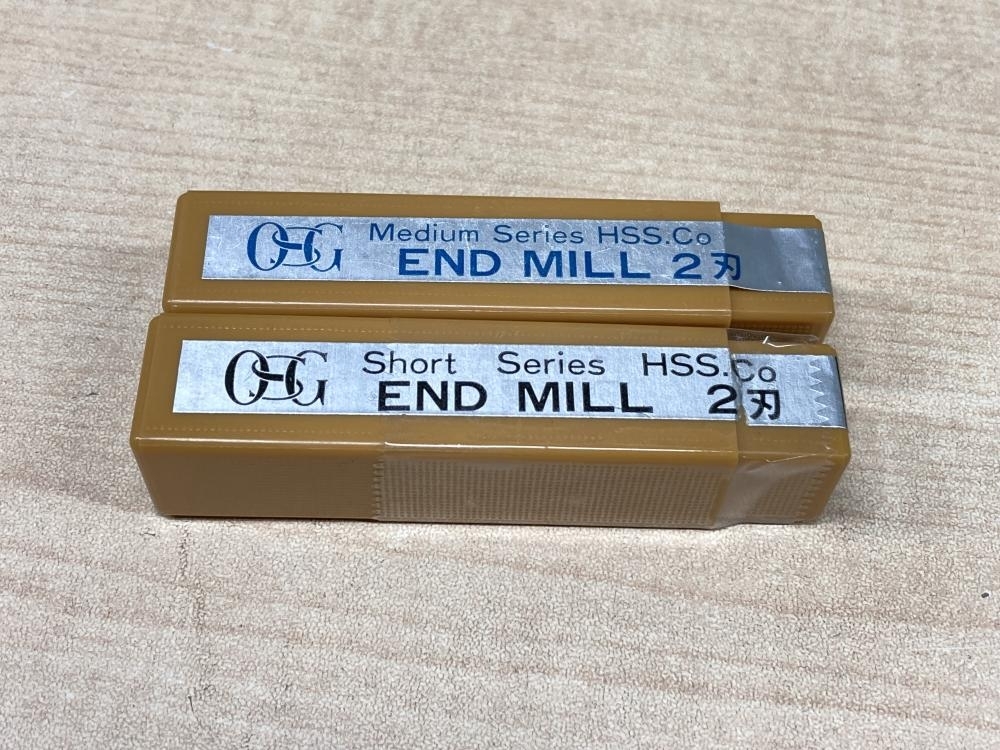 OSG Medium Series HSS.Co
END MILL 2刃
OSG Short Series HSS.Co
END MILL 2刃